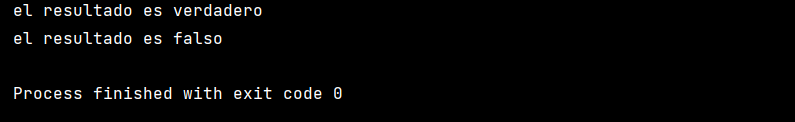 el resultado es verdadero
el resultado es falso
Process finished with exit code 0